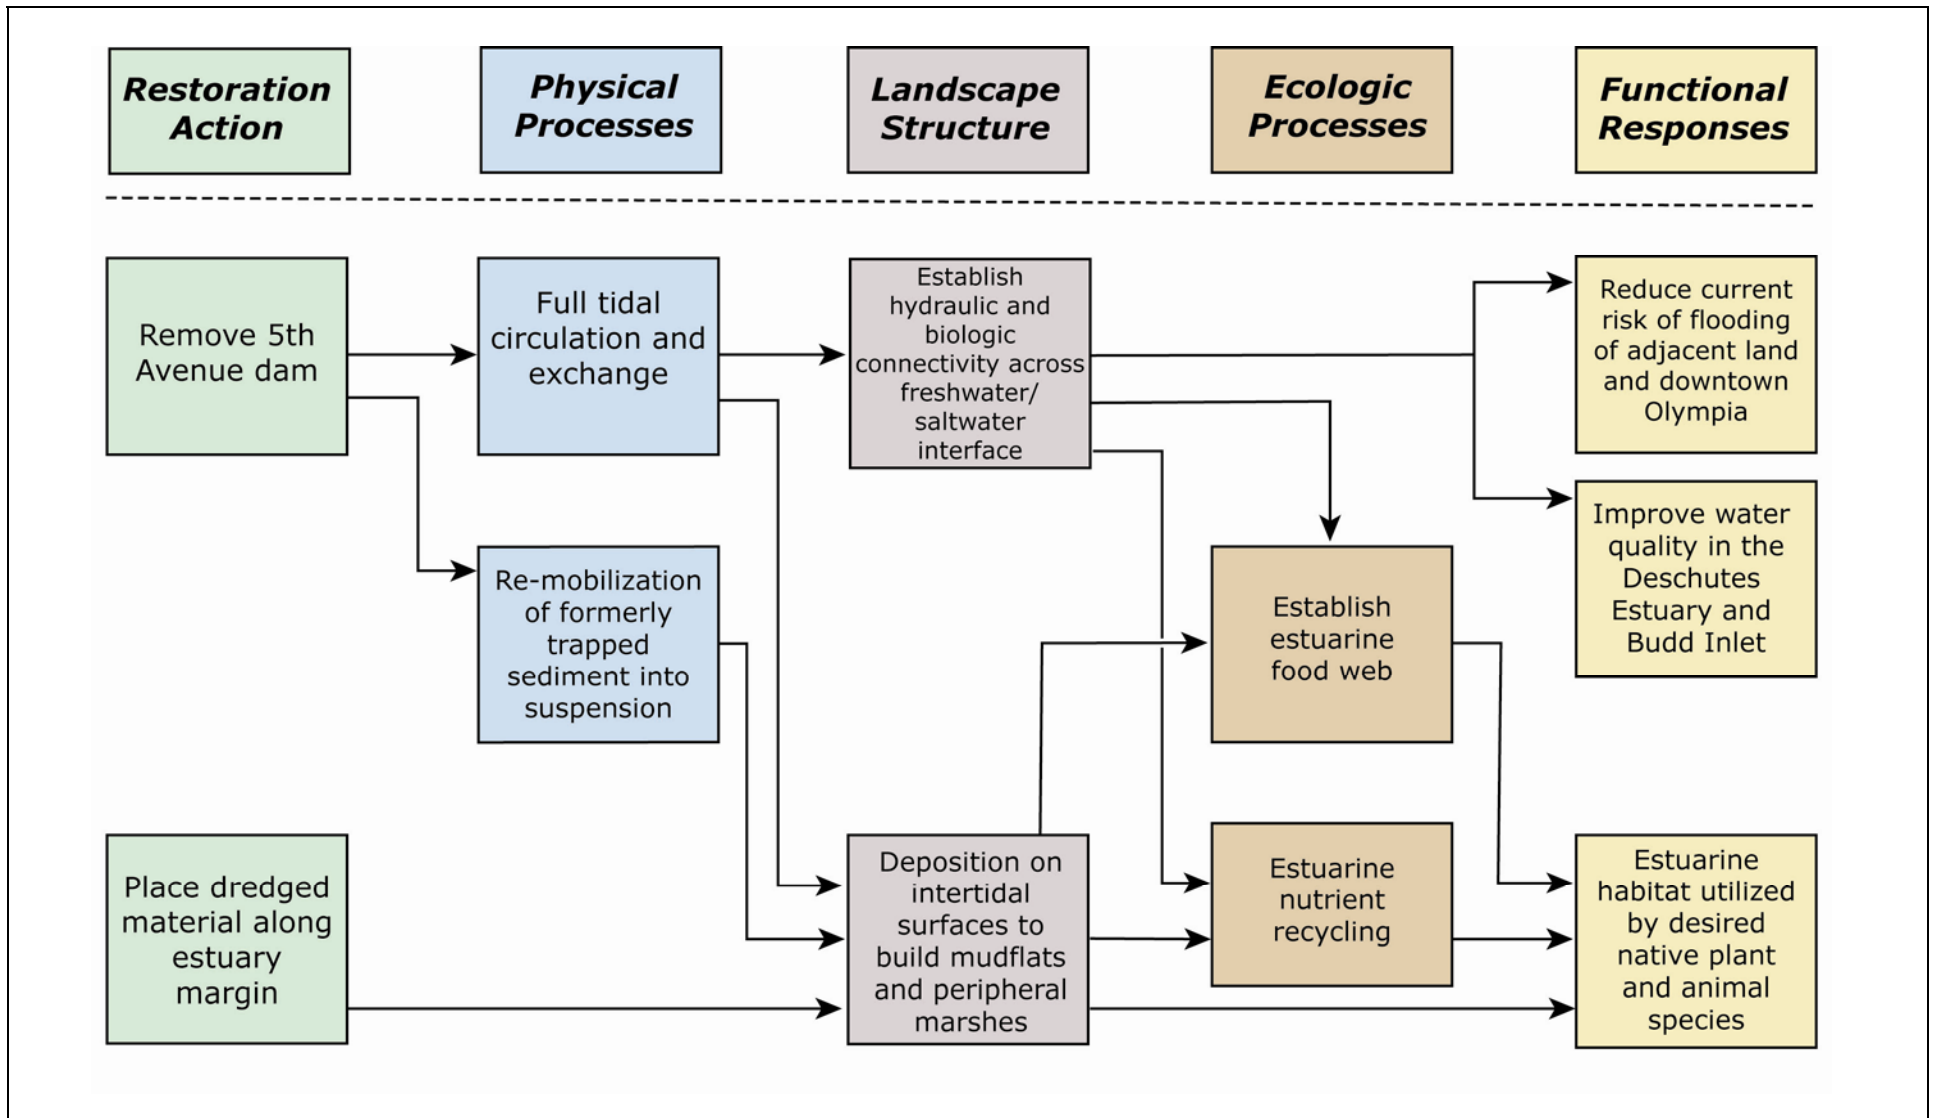 Restoration
Action
Physical
Processes
Landscape
Structure
Ecologic
Processes
Functional
Responses
Remove 5th
Avenue dam
Full tidal
circulation and
exchange
Establish
hydraulic and
biologic
connectivity across
freshwater/
saltwater
interface
Reduce current
risk of flooding
of adjacent land
and downtown
Olympia
Re-mobilization
of formerly
trapped
sediment into
suspension
Establish
estuarine
food web
Improve water
quality in the
Deschutes
Estuary and
Budd Inlet
Place dredged
material along
estuary
margin
Deposition on
intertidal
surfaces to
build mudflats
and peripheral
marshes
Estuarine
nutrient
recycling
Estuarine
habitat utilized
by desired
native plant
and animal
species